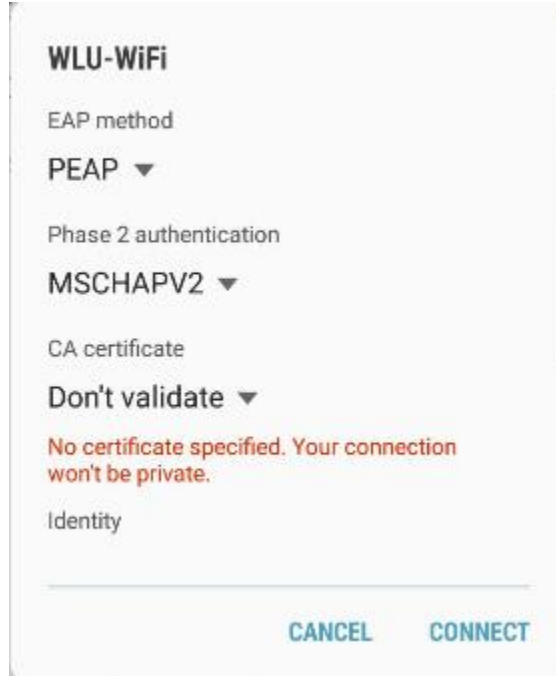 WLU-WiFi
EAP method
PEAP
Phase 2 authentication
MSCHAPV2
CA certificate
Don't validate
No certificate specified. Your connection
won't be private.
Identity
CANCEL CONNECT